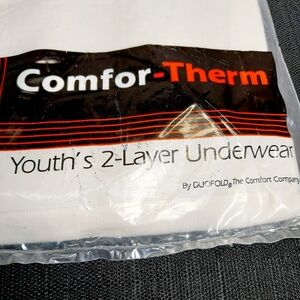 Comfor-Therm
Youth's 2-Layer Underwear
By DUOFOLD® The Comfort Company